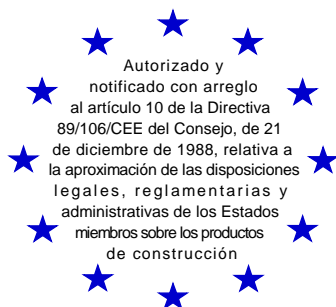 Autorizado y
notificado con arreglo
al artículo 10 de la Directiva
89/106/CEE del Consejo, de 21
de diciembre de 1988, relativa a
la aproximación de las disposiciones
legales, reglamentarias y
administrativas de los Estados
miembros sobre los productos
de construcción